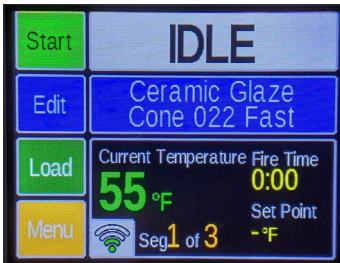 Start
IDLE
Edit
Ceramic Glaze
Cone 022 Fast
Load
Current Temperature Fire Time
55 °F
0:00
Set Point
- °F
Menu
Seg 1 of 3